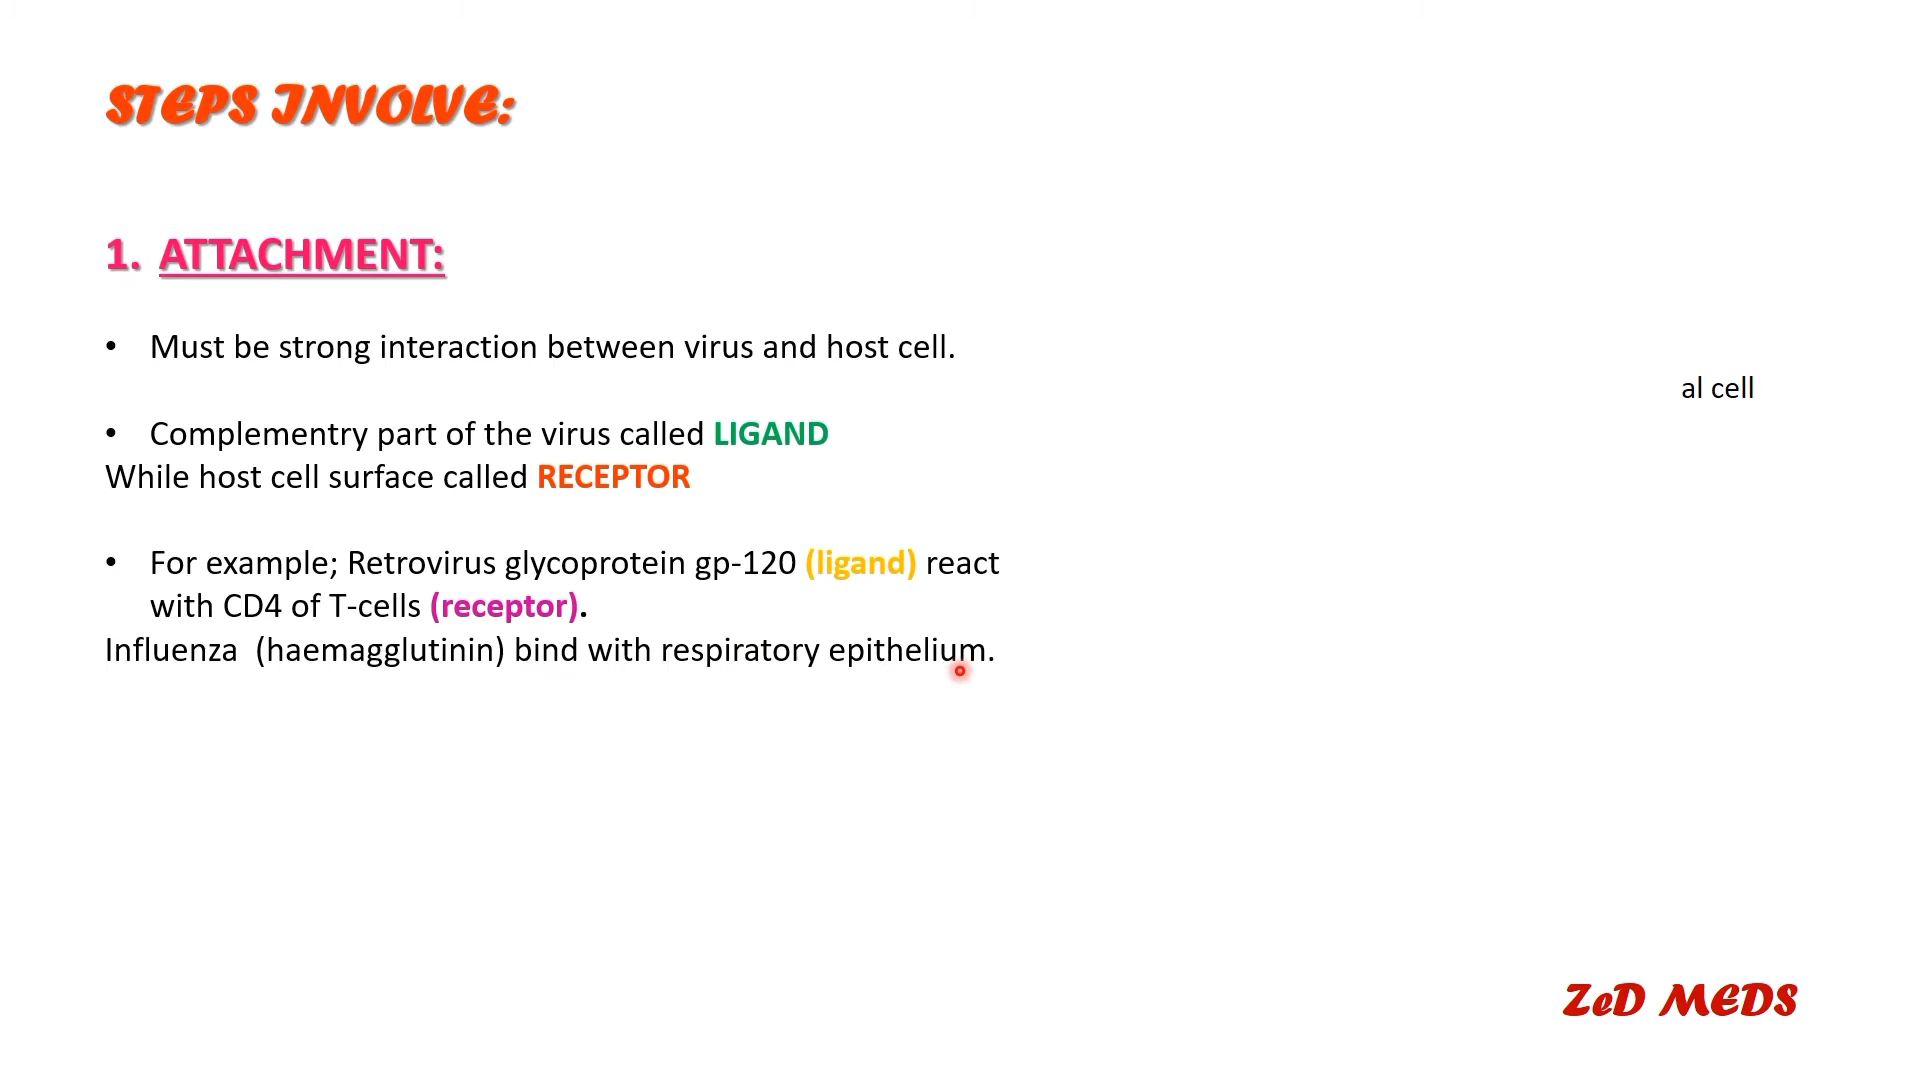 STEPS INVOLVE:
1. ATTACHMENT:
• Must be strong interaction between virus and host cell.
al cell
• Complementry part of the virus called LIGAND
While host cell surface called RECEPTOR
• For example; Retrovirus glycoprotein gp-120 (ligand) react
with CD4 of T-cells (receptor).
Influenza (haemagglutinin) bind with respiratory epithelium.
ZeD MEDS